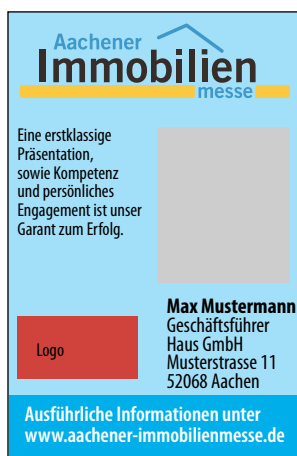 Aachener
Immobilien
messe
Eine erstklassige
Präsentation,
sowie Kompetenz
und persönliches
Engagement ist unser
Garant zum Erfolg.
Logo
Max Mustermann
Geschäftsführer
Haus GmbH
Musterstrasse 11
52068 Aachen
Ausführliche Informationen unter
www.aachener-immobilienmesse.de